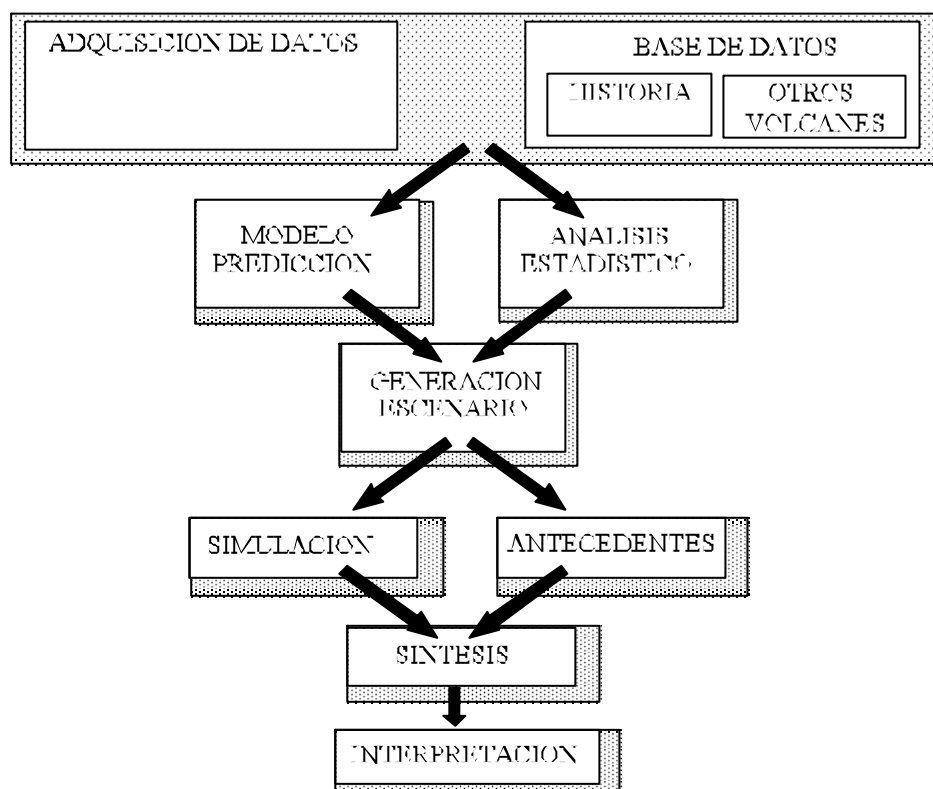 ADQUISICION DE DATOS
BASE DE DATOS
HISTORIA
OTROS
VOLCANES
MODELO
PREDICCION
ANALISIS
ESTADISTICO
GENERACION
ESCENARIO
SIMULACION
ANTECEDENTES
SINTESIS
INTERPRETACION